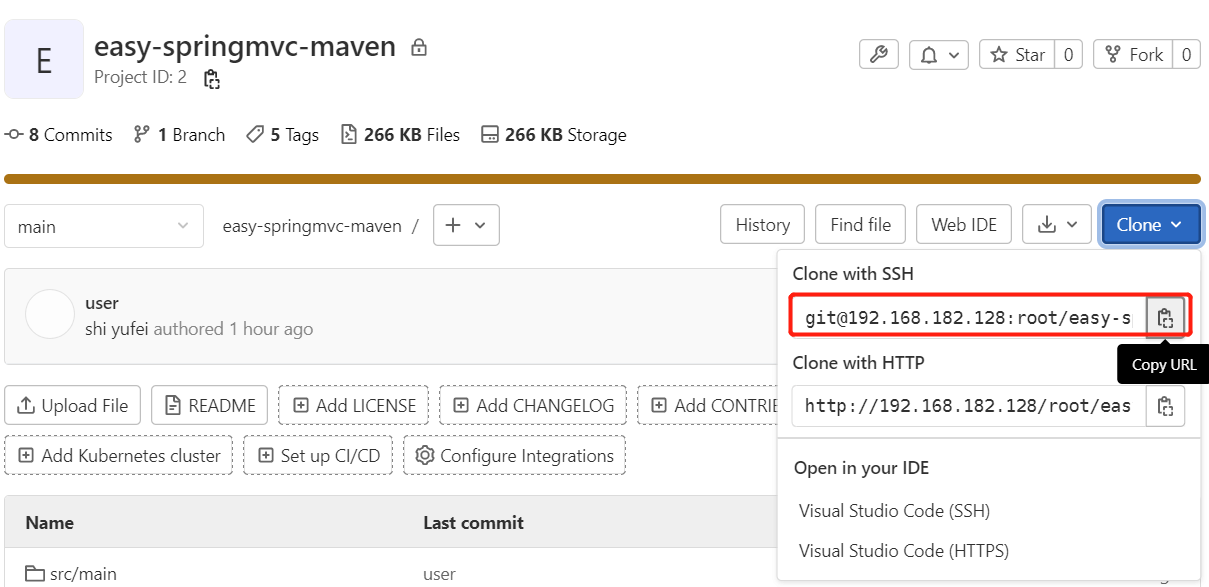 E
easy-springmvc-maven
Project ID: 2
Star 0
Fork 0
8 Commits 1 Branch 5 Tags 266 KB Files 266 KB Storage
main
easy-springmvc-maven /
History
Find file
Web IDE
Clone
user
shi yufei authored 1 hour ago
Clone with SSH
git@192.168.182.128:root/easy-s
Copy URL
Clone with HTTP
http://192.168.182.128/root/eas
Open in your IDE
Visual Studio Code (SSH)
Visual Studio Code (HTTPS)
Upload File
README
Add LICENSE
Add CHANGELOG
Add CONTRIB
Add Kubernetes cluster
Set up CI/CD
Configure Integrations
Name Last commit
src/main user